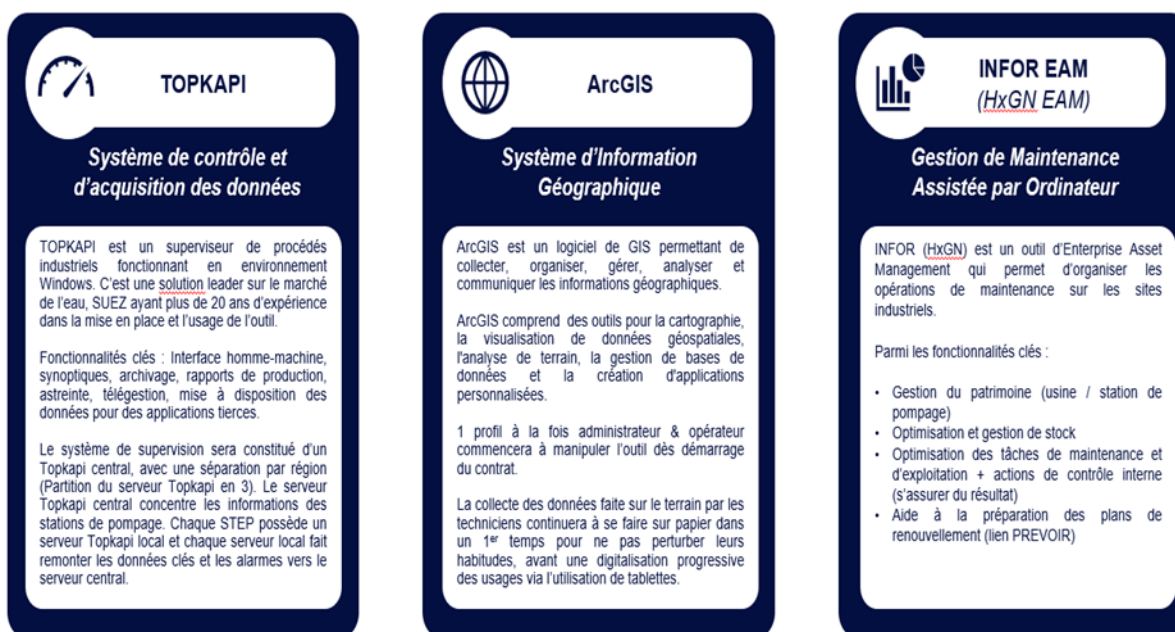 TOPKAPI
Système de contrôle et
d'acquisition des données
TOPKAPI est un superviseur de procédés
industriels fonctionnant en environnement
Windows. C'est une solution leader sur le marché
de l'eau, SUEZ ayant plus de 20 ans d'expérience
dans la mise en place et l'usage de l'outil.
Fonctionnalités clés : Interface homme-machine,
synoptiques, archivage, rapports de production,
astreinte, télégestion, mise à disposition des
données pour des applications tierces.
Le système de supervision sera constitué d'un
Topkapi central, avec une séparation par région
(Partition du serveur Topkapi en 3). Le serveur
Topkapi central concentre les informations des
stations de pompage. Chaque STEP possède un
serveur Topkapi local et chaque serveur local fait
remonter les données clés et les alarmes vers le
serveur central.
ArcGIS
Système d'Information
Géographique
ArcGIS est un logiciel de GIS permettant de
collecter, organiser, gérer, analyser et
communiquer les informations géographiques.
ArcGIS comprend des outils pour la cartographie,
la visualisation de données géospatiales,
l'analyse de terrain, la gestion de bases de
données et la création d'applications
personnalisées.
1 profil à la fois administrateur & opérateur
commencera à manipuler l'outil dès démarrage
du contrat.
La collecte des données faite sur le terrain par les
techniciens continuera à se faire sur papier dans
un 1er temps pour ne pas perturber leurs
habitudes, avant une digitalisation progressive
des usages via l'utilisation de tablettes.
INFOR EAM
(HxGN EAM)
Gestion de Maintenance
Assistée par Ordinateur
INFOR (HxGN) est un outil d'Enterprise Asset
Management qui permet d'organiser les
opérations de maintenance sur les sites
industriels.
Parmi les fonctionnalités clés :
• Gestion du patrimoine (usine / station de
pompage)
• Optimisation et gestion de stock
• Optimisation des tâches de maintenance et
d'exploitation + actions de contrôle interne
(s'assurer du résultat)
• Aide à la préparation des plans de
renouvellement (lien PREVOIR)